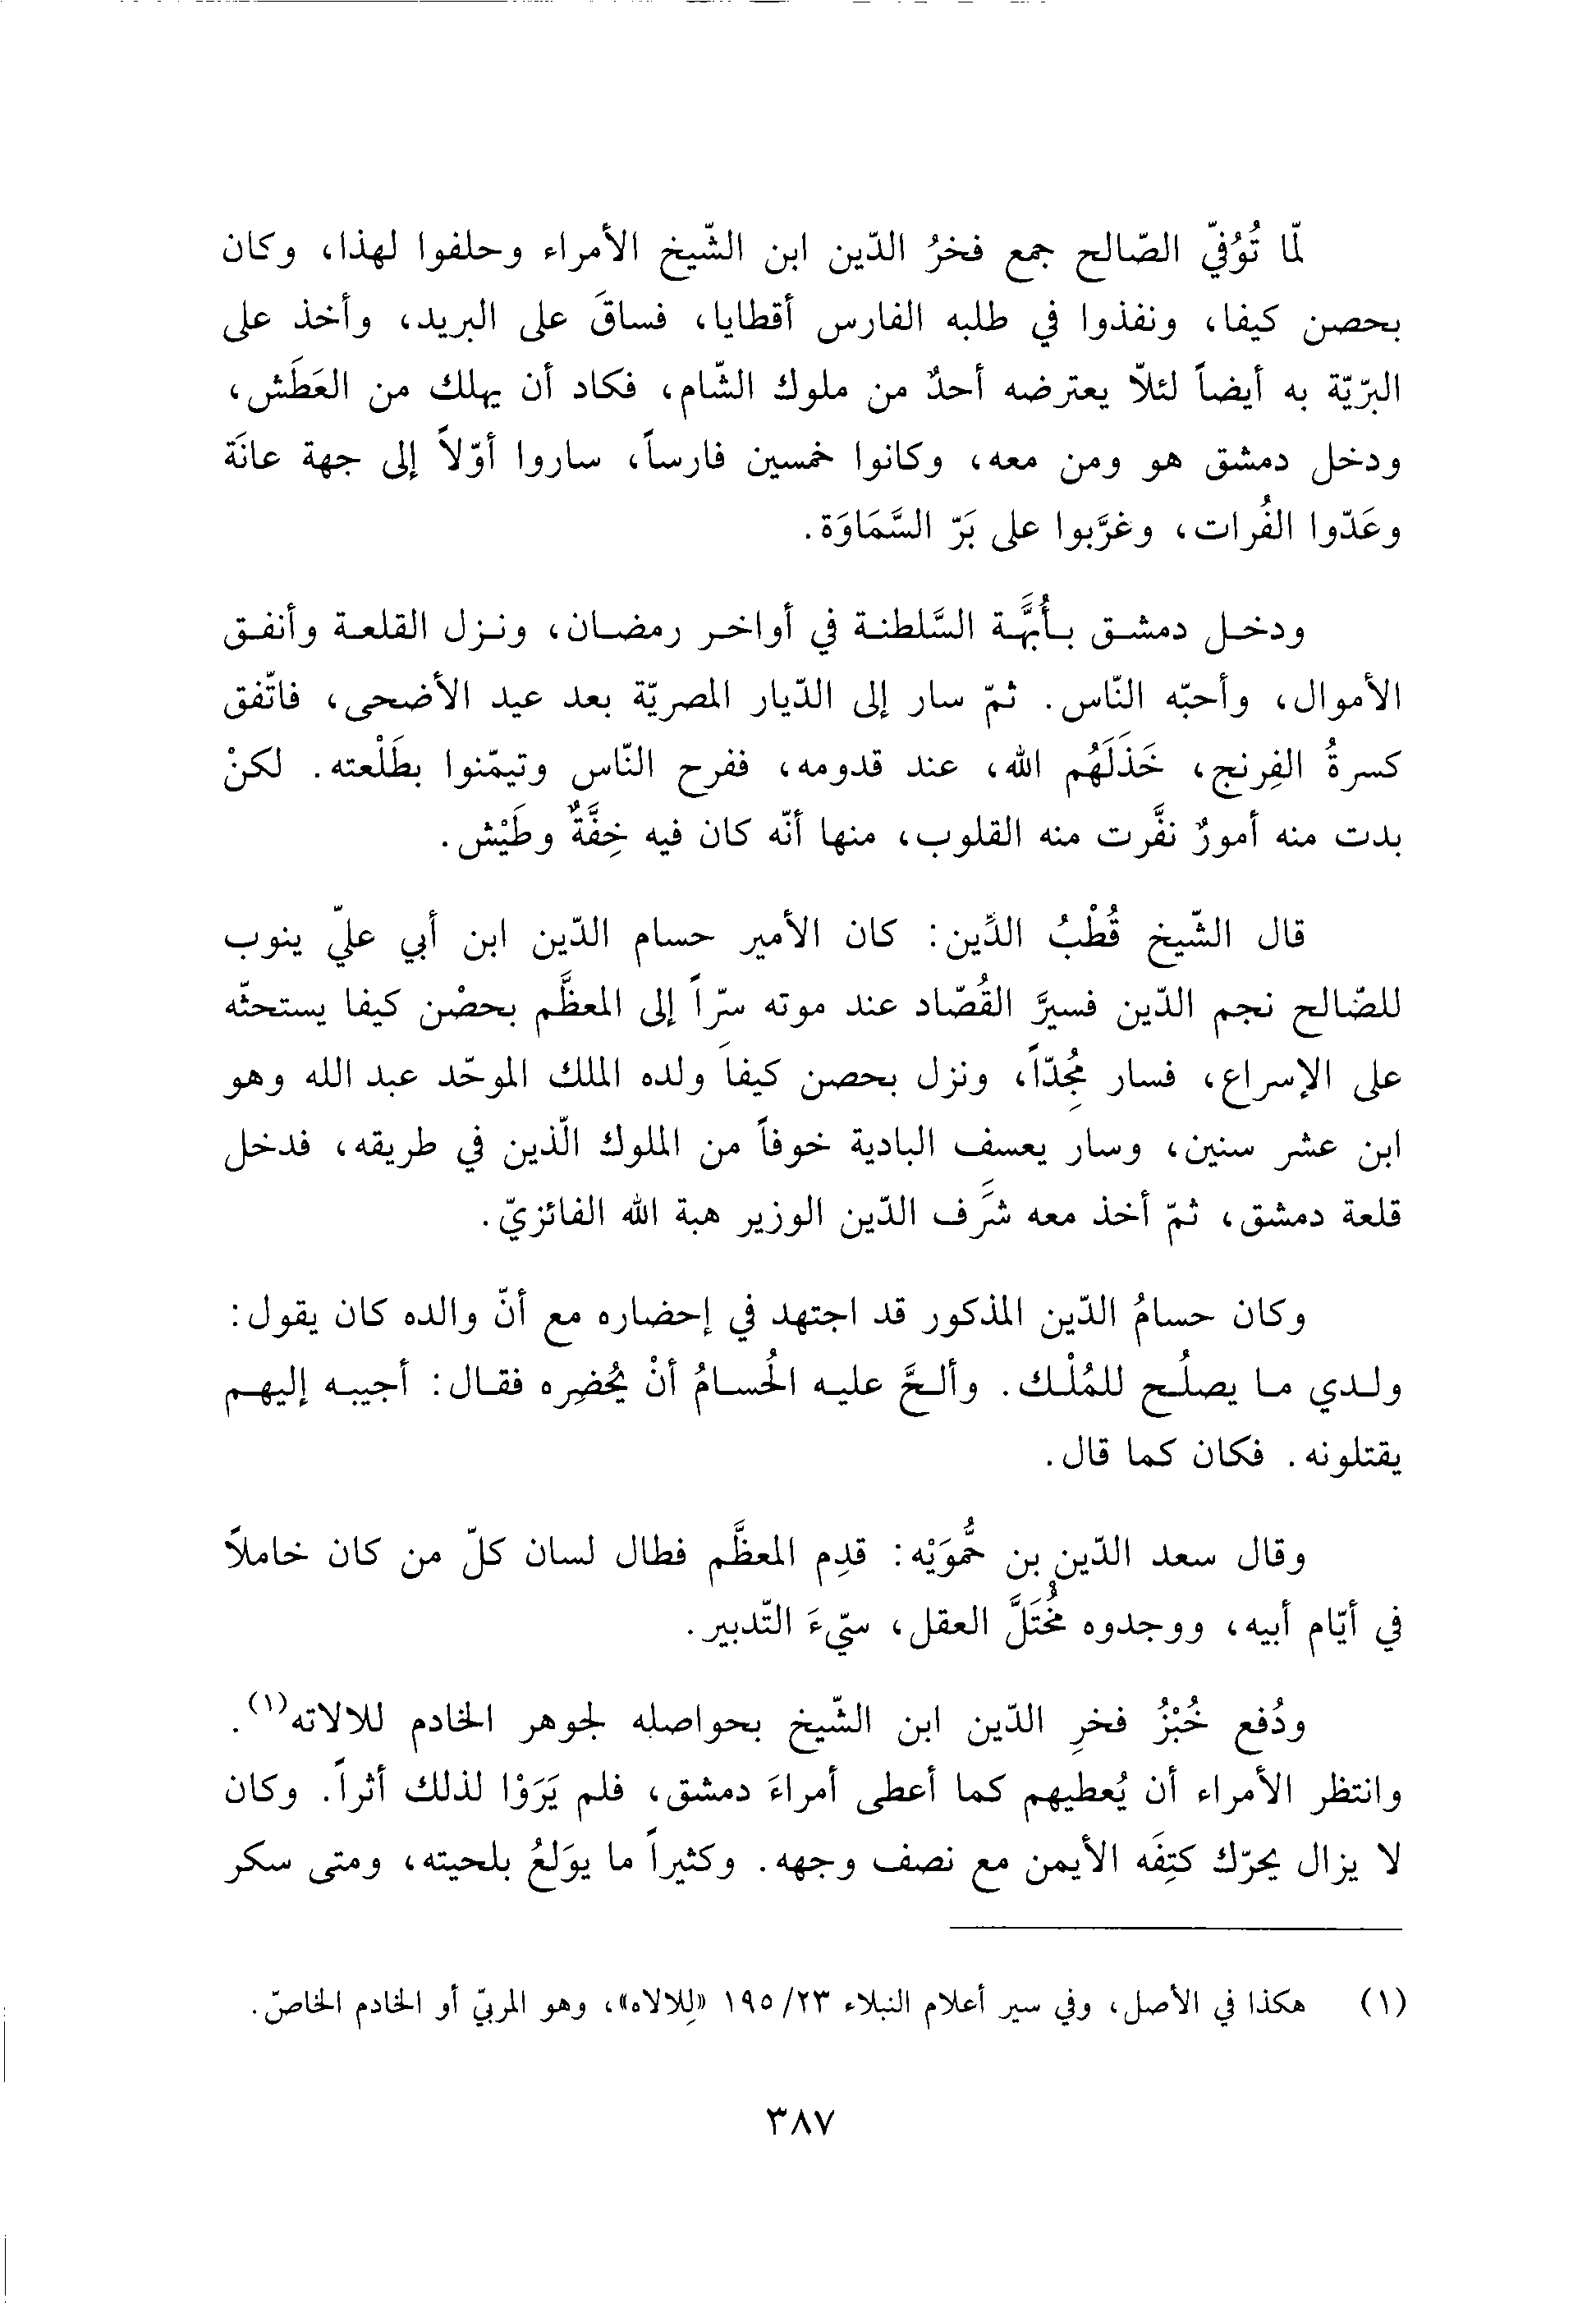 لمّا تُوُفيّ الصّالح جمع فخرُ الدّين ابن الشّيخ الأمراء وحلفوا لهذا، وكان
بحصن كيفا، ونفذوا في طلبه الفارس أقطايا، فساقَ على البريد، وأخذ على
البرّيّة به أيضاً لئلاّ يعترضه أحدٌ من ملوك الشّام، فكاد أن يهلك من العَطَش،
ودخل دمشق هو ومن معه، وكانوا خمسين فارساً، ساروا أوّلاً إلى جهة عانَة
وعَدّوا الفُرات، وغرَّبوا على بَرّ السَّمَاوَة.
ودخل دمشق بأُبَّهَة السَّلطنة في أواخر رمضان، ونزل القلعة وأنفق
الأموال، وأحبّه النّاس. ثمّ سار إلى الدّيار المصريّة بعد عيد الأضحى، فاتّفق
كسرةُ الفِرنج، خَذَلَهُم الله، عند قدومه، ففرح النّاس وتيمّنوا بطَلْعته. لكنْ
بدت منه أمورٌ نفَّرت منه القلوب، منها أنّه كان فيه خِفَّةٌ وطَيْش.
قال الشّيخ قُطْبُ الدِّين: كان الأمير حسام الدّين ابن أبي عليّ ينوب
للصّالح نجم الدّين فسيرَّ القُصّاد عند موته سرّاً إلى المعظَّم بحصْن كيفا يستحثّه
على الإسراع، فسار مُجِدّاً، ونزل بحصن كيفا ولده الملك الموحّد عبد الله وهو
ابن عشر سنين، وسار يعسف البادية خوفاً من الملوك الّذين في طريقه، فدخل
قلعة دمشق، ثمّ أخذ معه شَرَف الدّين الوزير هبة الله الفائزيّ.
وكان حسامُ الدّين المذكور قد اجتهد في إحضاره مع أنّ والده كان يقول:
ولدي ما يصلُح للمُلْك. وألحَّ عليه الحُسامُ أنْ يُحضِره فقال: أجيبه إليهم
يقتلونه. فكان كما قال.
وقال سعد الدّين بن حُّموَيْه: قدِم المعظَّم فطال لسان كلّ من كان خاملاً
في أيّام أبيه، ووجدوه مُخْتَلَّ العقل، سيّءَ التّدبير.
ودُفع خُبْزُ فخرِ الدّين ابن الشّيخ بحواصله لجوهر الخادم للالاته(١).
وانتظر الأمراء أن يُعطيهم كما أعطى أمراءَ دمشق، فلم يَرَوْا لذلك أثراً. وكان
لا يزال يحرّك كتِفَه الأيمن مع نصف وجهه. وكثيراً ما يوَلعُ بلحيته، ومتى سكر
(١) هكذا في الأصل، وفي سير أعلام النبلاء ٢٣/ ١٩٥ «لِلالاه»، وهو المربيّ أو الخادم الخاصّ.
٣٨٧